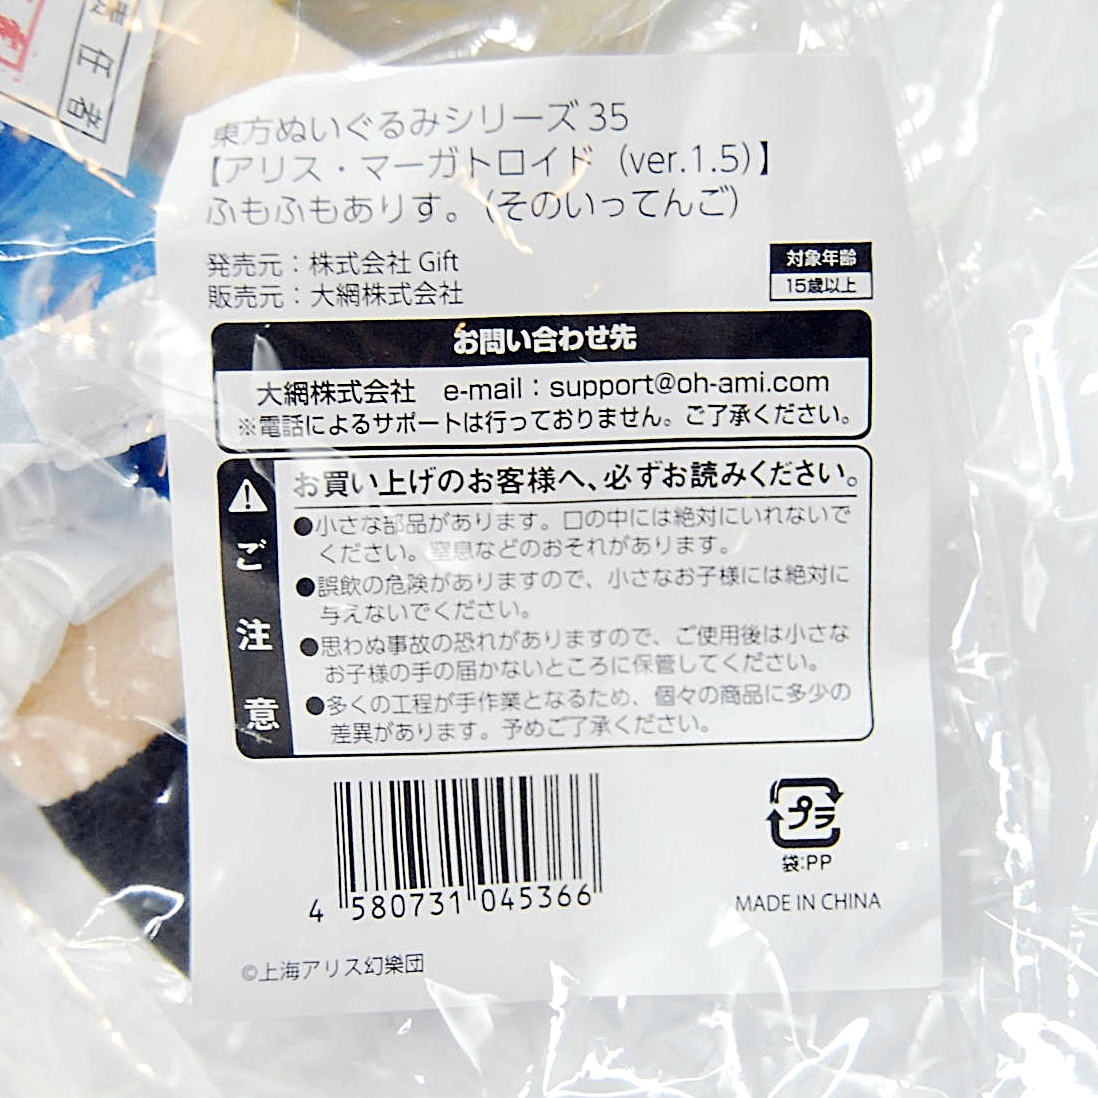 責任者
東方ぬいぐるみシリーズ 35
【アリス・マーガトロイド（ver.1.5）】
ふもふもありす。（そのいってんご）
発売元：株式会社 Gift
販売元：大網株式会社
対象年齢
15歳以上
お問い合わせ先
大網株式会社　e-mail：support@oh-ami.com
※電話によるサポートは行っておりません。ご了承ください。
ご注意
お買い上げのお客様へ、必ずお読みください。
●小さな部品があります。口の中には絶対にいれないで
ください。窒息などのおそれがあります。
●誤飲の危険がありますので、小さなお子様には絶対に
与えないでください。
●思わぬ事故の恐れがありますので、ご使用後は小さな
お子様の手の届かないところに保管してください。
●多くの工程が手作業となるため、個々の商品に多少の
差異があります。予めご了承ください。
4 580731 045366
プラ
袋:PP
MADE IN CHINA
©上海アリス幻樂団